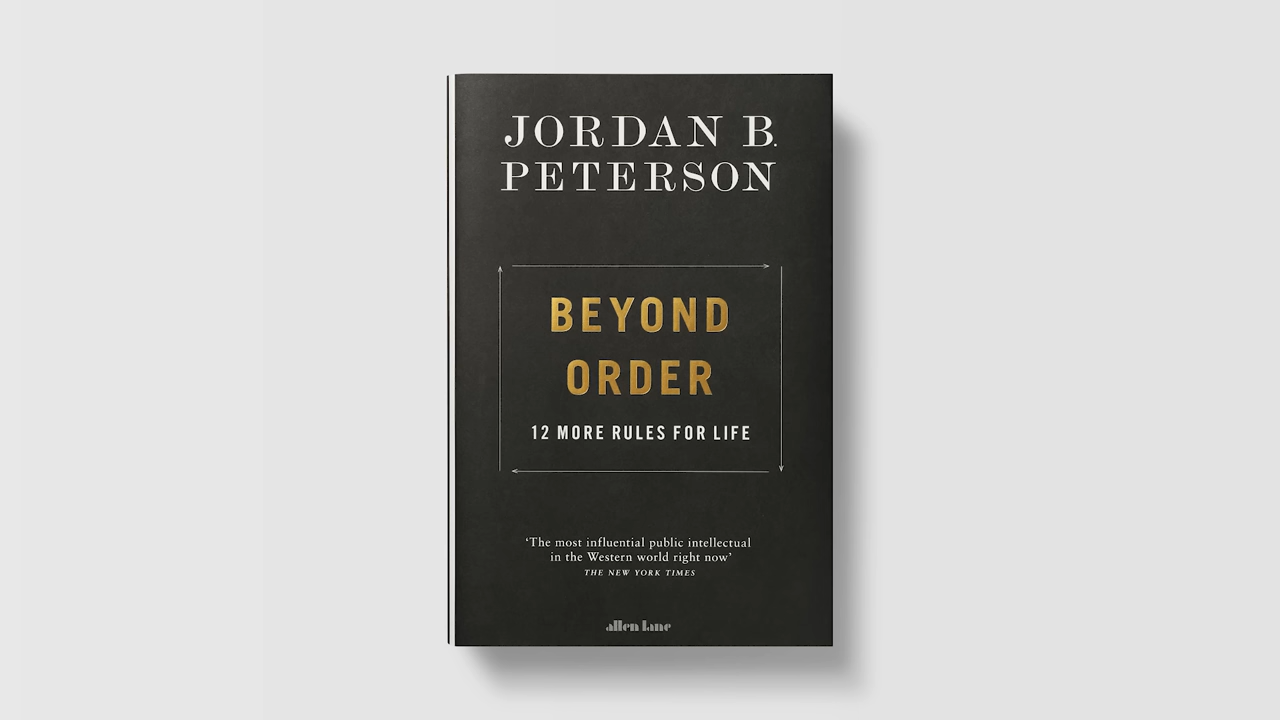 JORDAN B.
PETERSON
BEYOND
ORDER
12 MORE RULES FOR LIFE
‘The most influential public intellectual
in the Western world right now’
THE NEW YORK TIMES
allen lane